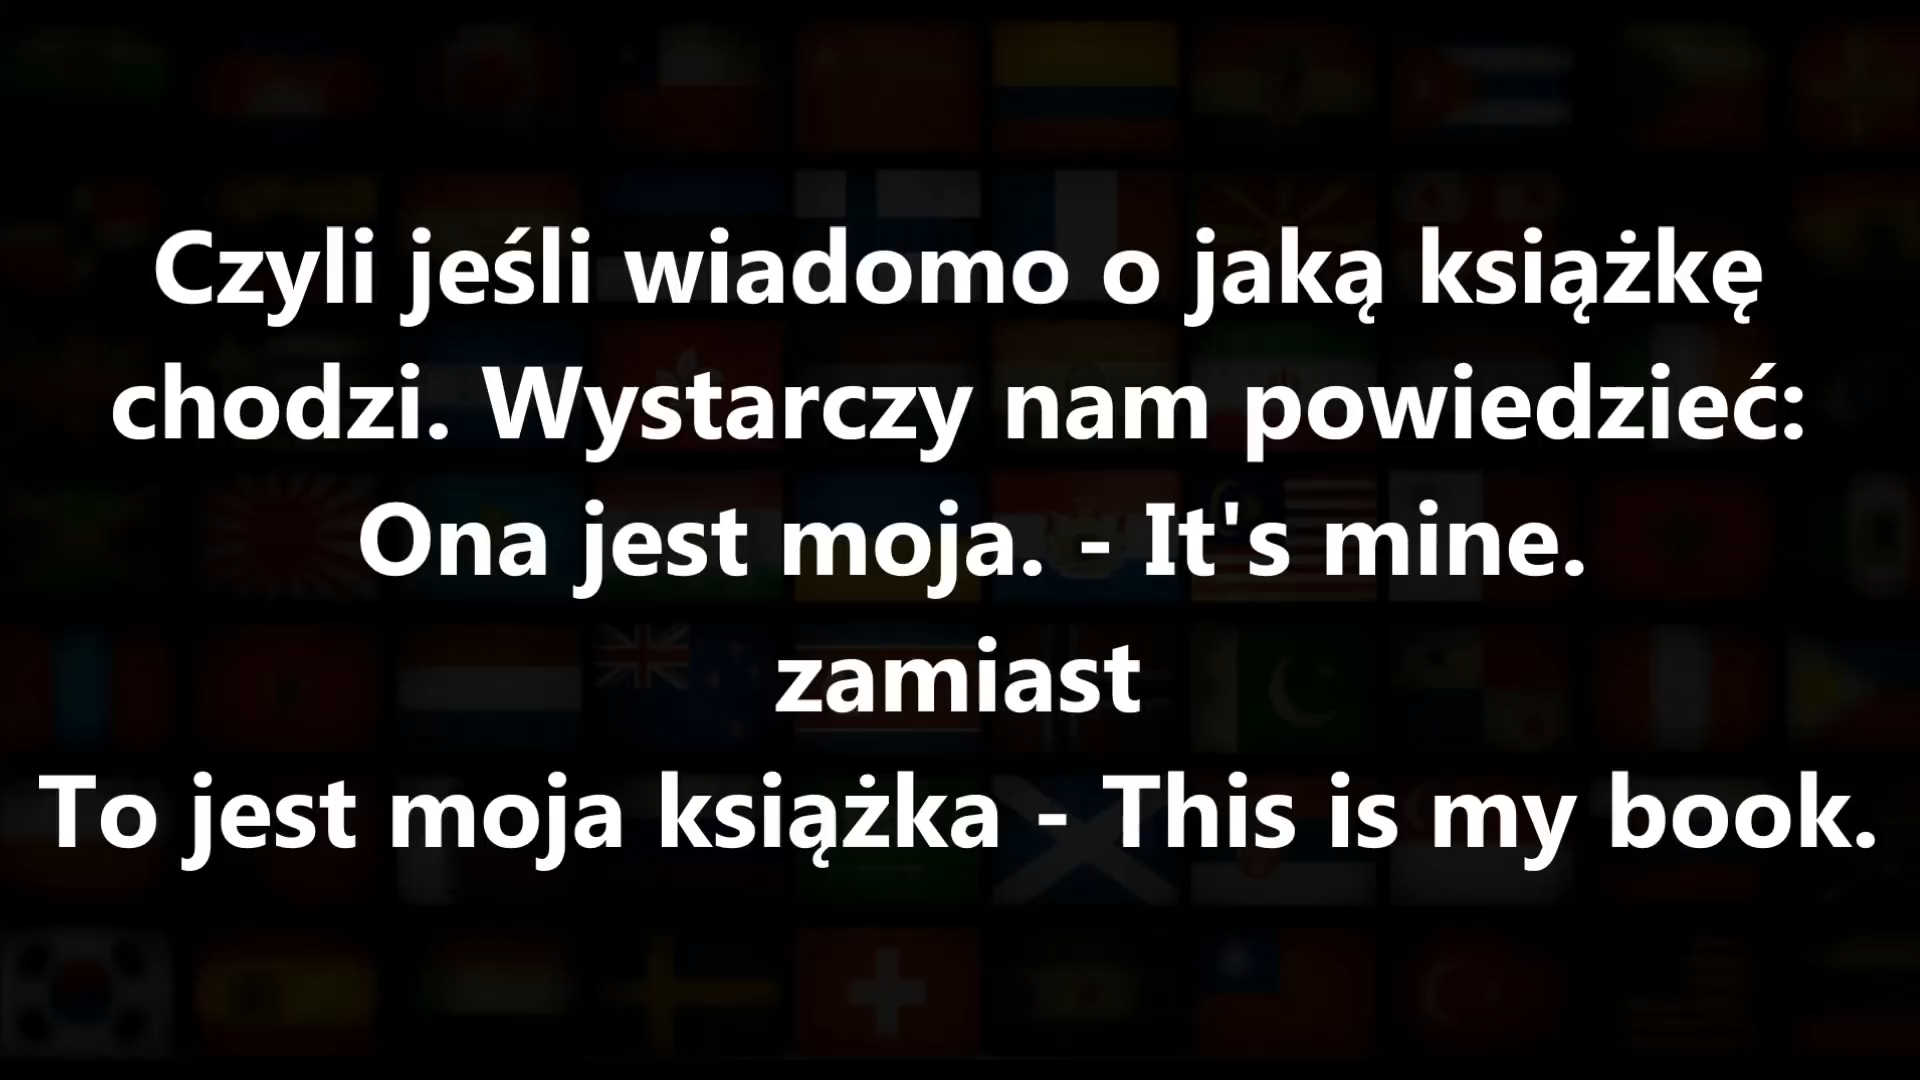 Czyli jeśli wiadomo o jaką książkę
chodzi. Wystarczy nam powiedzieć:
Ona jest moja. - It's mine.
zamiast
To jest moja książka - This is my book.